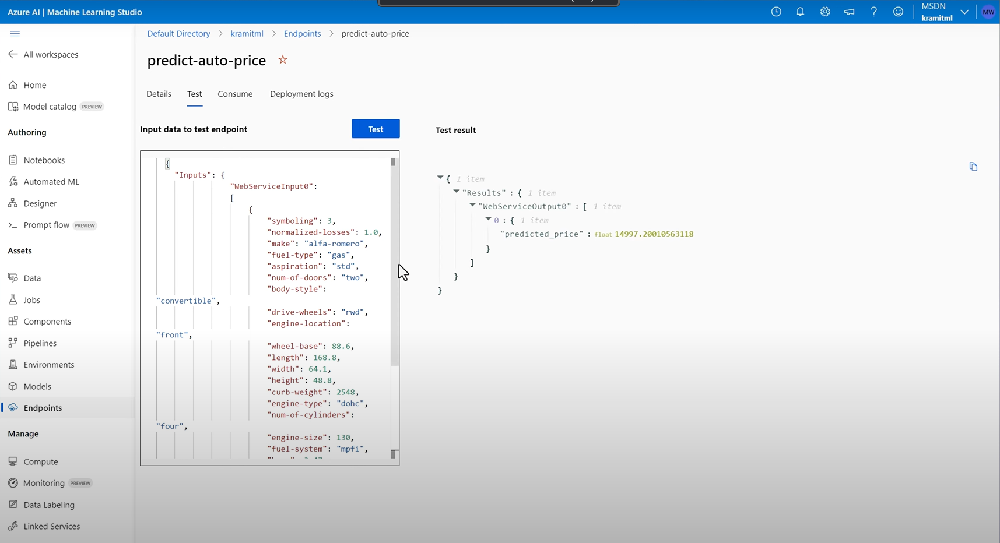 Azure AI | Machine Learning Studio
MSDN
kramitml
MW
Default Directory > kramitml > Endpoints > predict-auto-price
All workspaces
Home
Model catalog PREVIEW
Authoring
Notebooks
Automated ML
Designer
Prompt flow PREVIEW
Assets
Data
Jobs
Components
Pipelines
Environments
Models
Endpoints
Manage
Compute
Monitoring PREVIEW
Data Labeling
Linked Services
predict-auto-price
Details Test Consume Deployment logs
Input data to test endpoint
Test
{
"Inputs": {
"WebServiceInput0":
[
{
"symboling": 3,
"normalized-losses": 1.0,
"make": "alfa-romero",
"fuel-type": "gas",
"aspiration": "std",
"num-of-doors": "two",
"body-style":
"convertible",
"drive-wheels": "rwd",
"engine-location":
"front",
"wheel-base": 88.6,
"length": 168.8,
"width": 64.1,
"height": 48.8,
"curb-weight": 2548,
"engine-type": "dohc",
"num-of-cylinders":
"four",
"engine-size": 130,
"fuel-system": "mpfi",
Test result
{ 1 item
"Results" : { 1 item
"WebServiceOutput0" : [ 1 item
0 : { 1 item
"predicted_price" : float 14997.20010563118
}
]
}
}